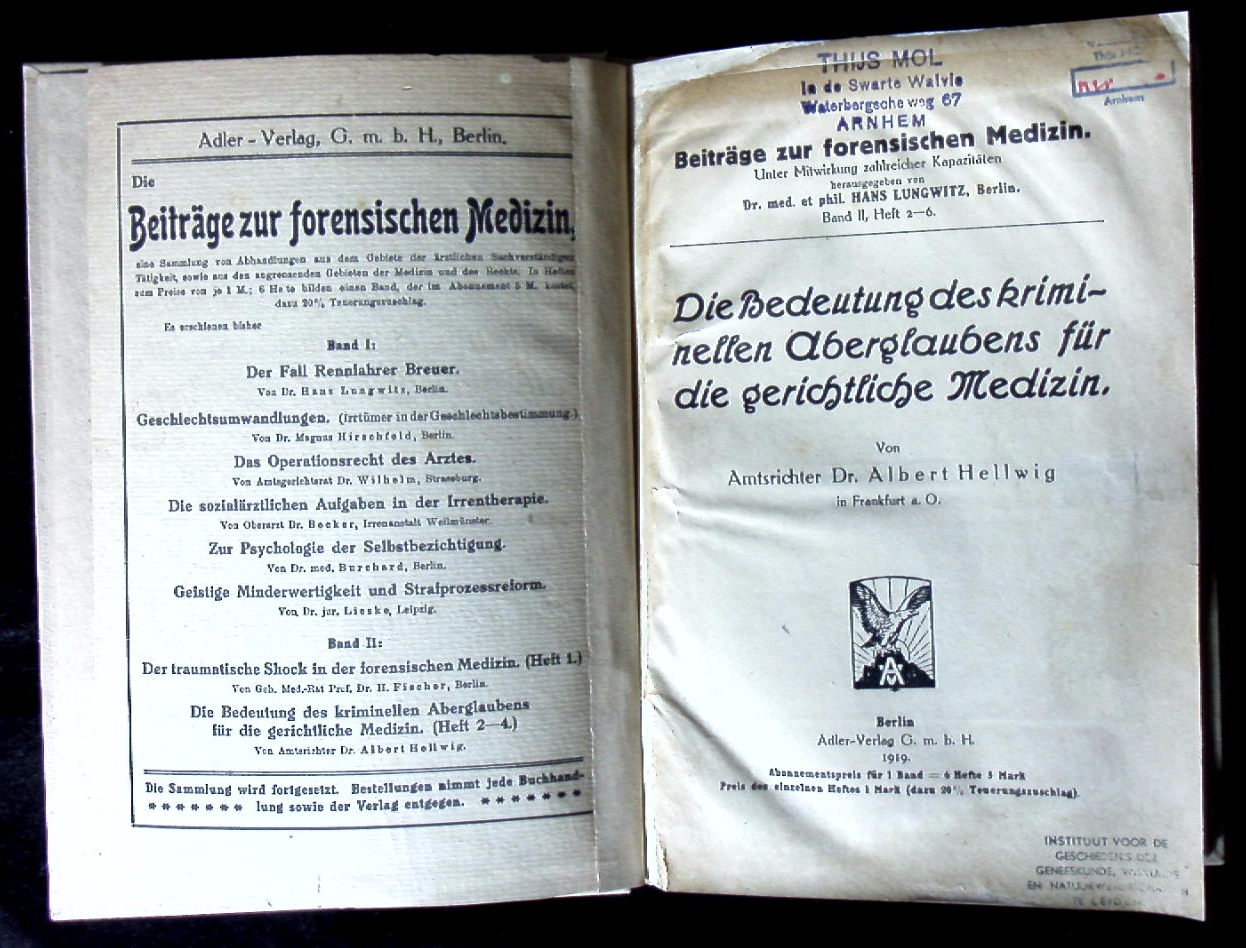 Adler-Verlag, G. m. b. H., Berlin.
Die
Beiträge zur forensischen Medizin,
eine Sammlung von Abhandlungen aus dem Gebiete der ärztlichen Sachverständigen
Tätigkeit, sowie aus den angrenzenden Gebieten der Medizin und des Rechts. In Heften
zum Preise von je 1 M.; 6 Hefte bilden einen Band, der im Abonnement 5 M. kostet,
dazu 20% Teuerungszuschlag.
Es erschienen bisher
Band I:
Der Fall Rennfahrer Breuer.
Von Dr. Hans Lungwitz, Berlin.
Geschlechtsumwandlungen. (Irrtümer in der Geschlechtsbestimmung.)
Von Dr. Magnus Hirschfeld, Berlin.
Das Operationsrecht des Arztes.
Von Amtsgerichtsrat Dr. Wilhelm, Strassburg.
Die sozialärztlichen Aufgaben in der Irrentherapie.
Von Oberarzt Dr. Becker, Irrenanstalt Weilmünster.
Zur Psychologie der Selbstbezichtigung.
Von Dr. med. Burchard, Berlin.
Geistige Minderwertigkeit und Strafprozessreform.
Von Dr. jur. Lieske, Leipzig.
Band II:
Der traumatische Shock in der forensischen Medizin. (Heft 1.)
Von Geh. Med.-Rat Prof. Dr. H. Fischer, Berlin.
Die Bedeutung des kriminellen Aberglaubens
für die gerichtliche Medizin. (Heft 2—4.)
Von Amtsrichter Dr. Albert Hellwig.
Die Sammlung wird fortgesetzt. Bestellungen nimmt jede Buchhand-
* * * * * * * lung sowie der Verlag entgegen. * * * * * * *
THIJS MOL
In de Swarte Walvis
Waterbergsche weg 67
ARNHEM
Arnhem
Beiträge zur forensischen Medizin.
Unter Mitwirkung zahlreicher Kapazitäten
herausgegeben von
Dr. med. et phil. HANS LUNGWITZ, Berlin.
Band II, Heft 2—6.
Die Bedeutung des krimi-
nellen Aberglaubens für
die gerichtliche Medizin.
Von
Amtsrichter Dr. Albert Hellwig
in Frankfurt a. O.
A
Berlin
Adler-Verlag G. m. b. H.
1919.
Abonnementspreis für 1 Band = 6 Hefte 5 Mark
Preis des einzelnen Heftes 1 Mark (dazu 20% Teuerungszuschlag).
INSTITUUT VOOR DE
GESCHIEDENIS DER
GENEESKUNDE, WISKUNDE
EN NATUURWETENSCHAPPEN
TE LEIDEN